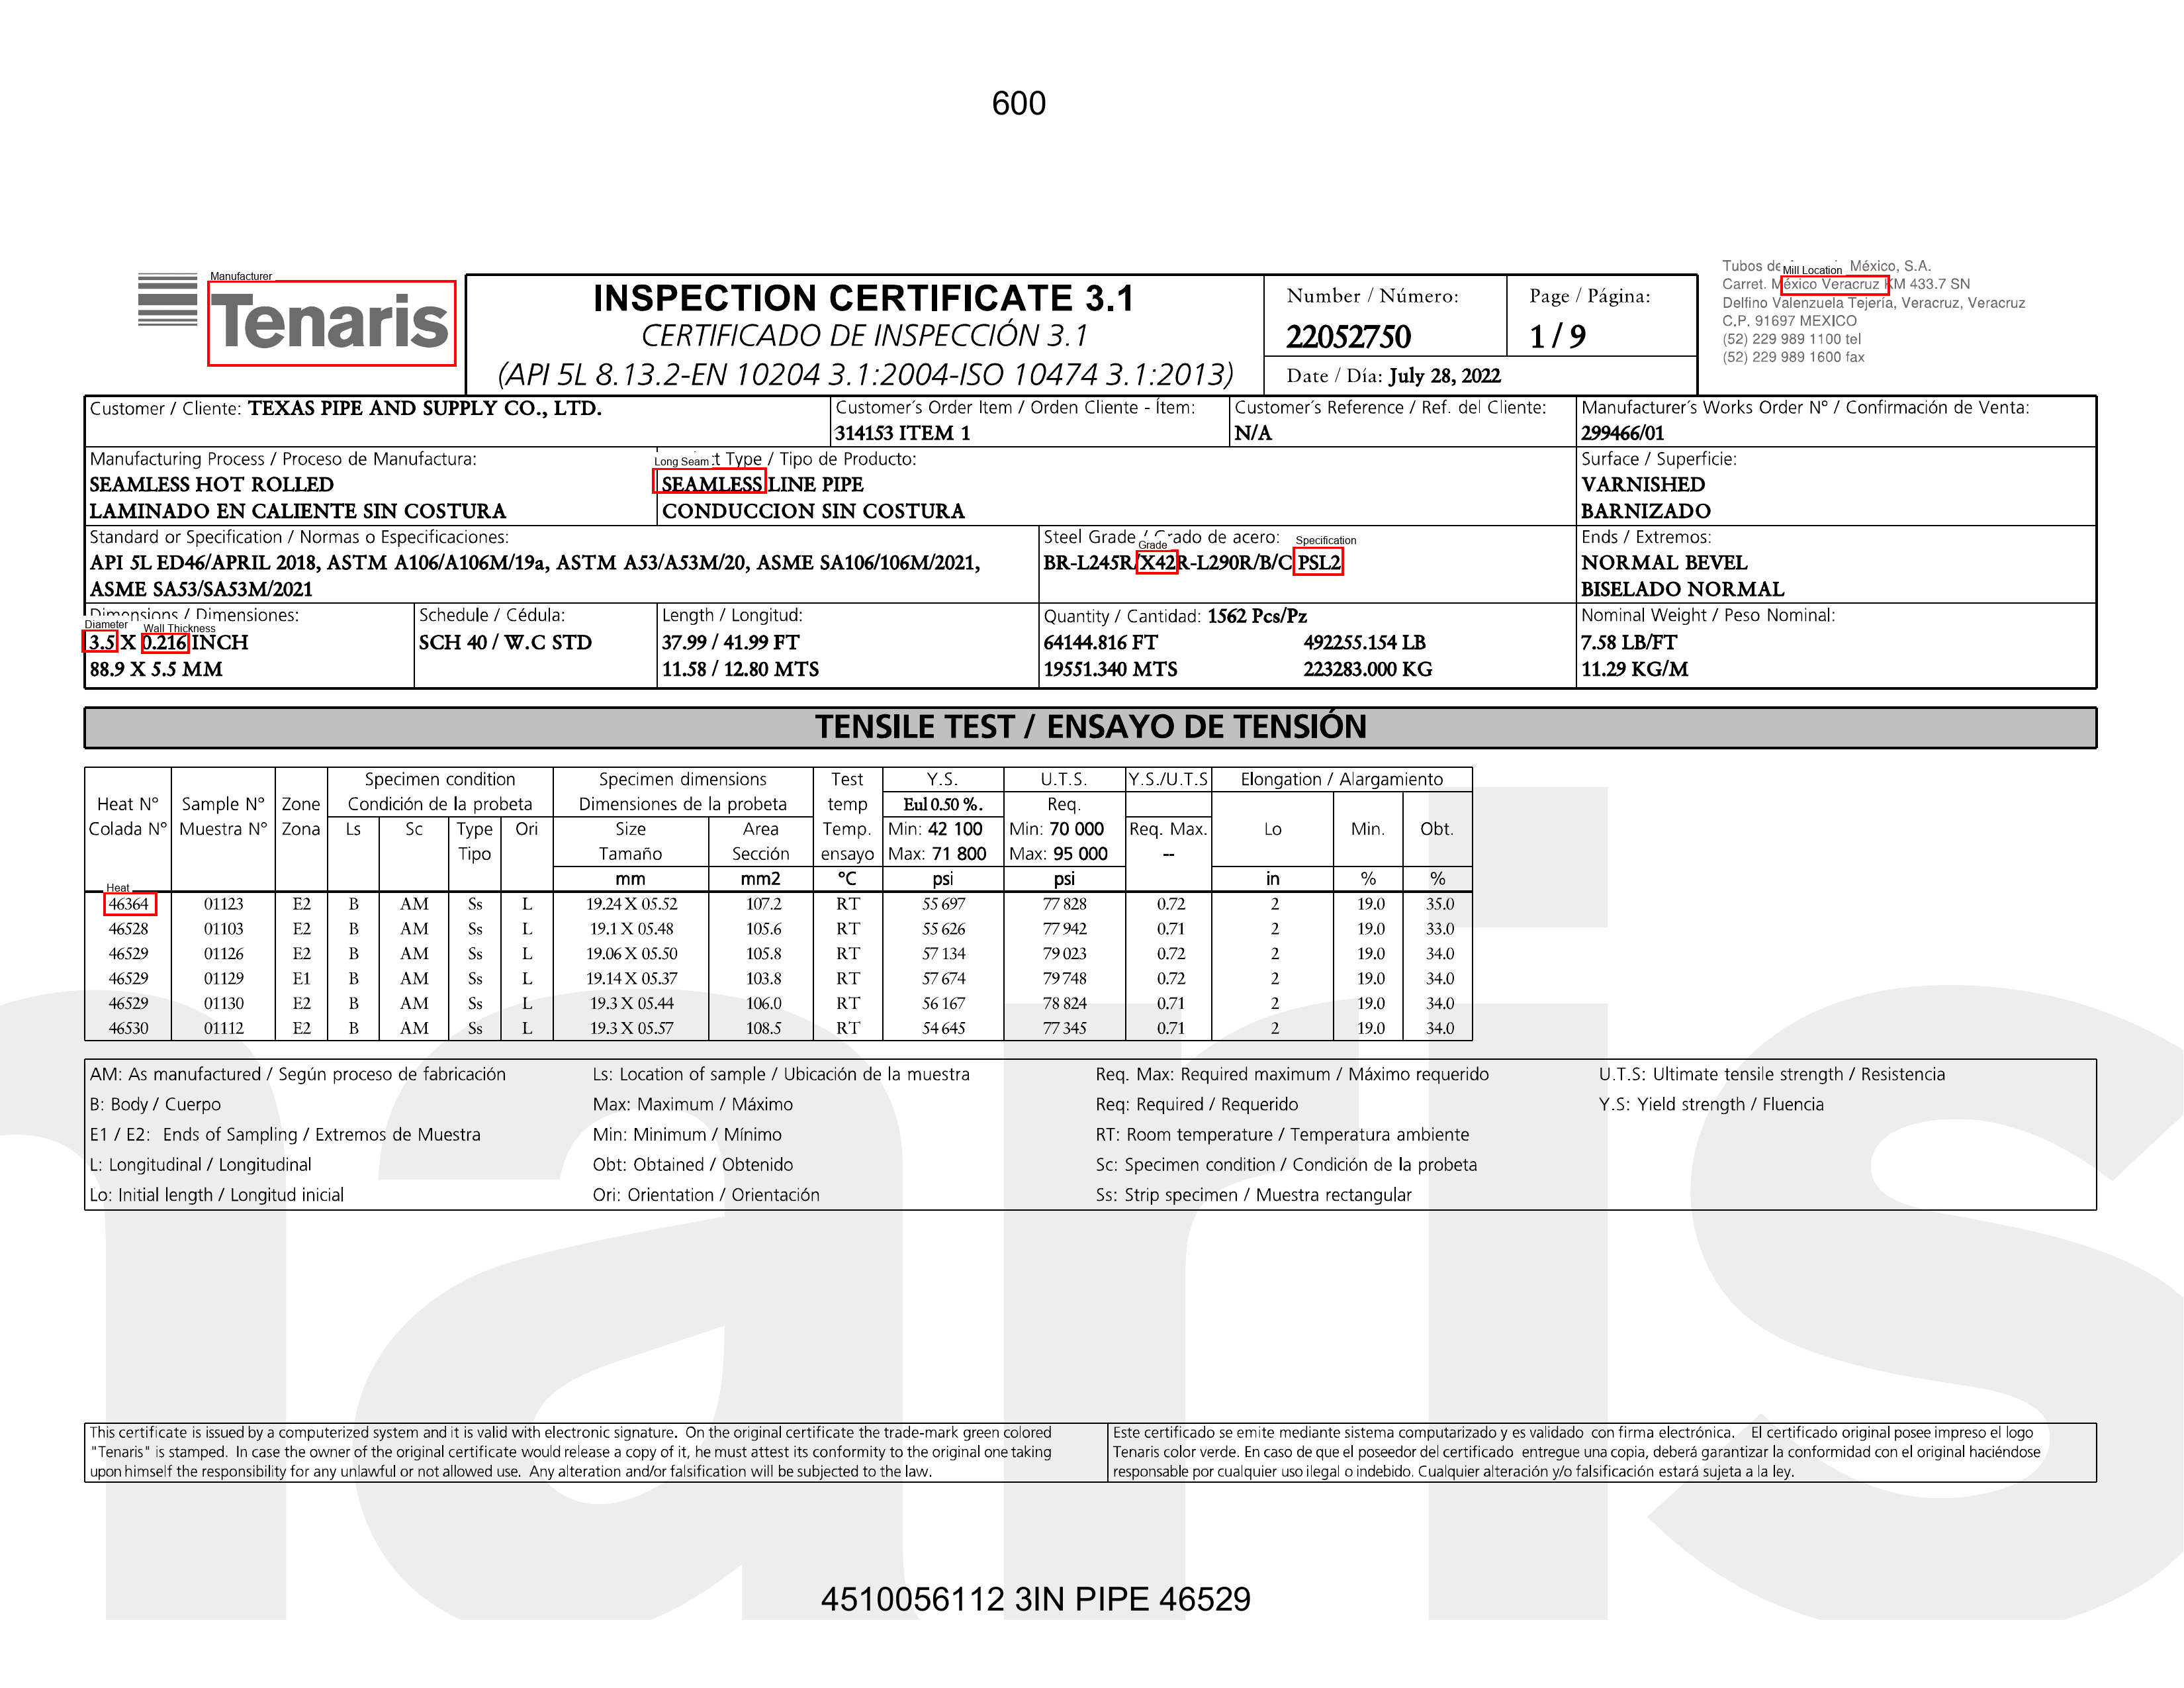 600
Manufacturer
Tenaris
INSPECTION CERTIFICATE 3.1
CERTIFICADO DE INSPECCIÓN 3.1
(API 5L 8.13.2-EN 10204 3.1:2004-ISO 10474 3.1:2013)
Number / Número:
22052750
Page / Página:
1 / 9
Date / Día: July 28, 2022
Tubos de México, S.A.
Mill Location
Carret. México Veracruz KM 433.7 SN
Delfino Valenzuela Tejería, Veracruz, Veracruz
C.P. 91697 MEXICO
(52) 229 989 1100 tel
(52) 229 989 1600 fax
Customer / Cliente: TEXAS PIPE AND SUPPLY CO., LTD.
Customer´s Order Item / Orden Cliente - Ítem:
314153 ITEM 1
Customer´s Reference / Ref. del Cliente:
N/A
Manufacturer´s Works Order N° / Confirmación de Venta:
299466/01
Manufacturing Process / Proceso de Manufactura:
SEAMLESS HOT ROLLED
LAMINADO EN CALIENTE SIN COSTURA
Long Seam
Type / Tipo de Producto:
SEAMLESS LINE PIPE
CONDUCCION SIN COSTURA
Surface / Superficie:
VARNISHED
BARNIZADO
Standard or Specification / Normas o Especificaciones:
API 5L ED46/APRIL 2018, ASTM A106/A106M/19a, ASTM A53/A53M/20, ASME SA106/106M/2021,
ASME SA53/SA53M/2021
Steel Grade / Grado de acero:
Grade
Specification
BR-L245R/X42R-L290R/B/C PSL2
Ends / Extremos:
NORMAL BEVEL
BISELADO NORMAL
Dimensions / Dimensiones:
Diameter
Wall Thickness
3.5 X 0.216 INCH
88.9 X 5.5 MM
Schedule / Cédula:
SCH 40 / W.C STD
Length / Longitud:
37.99 / 41.99 FT
11.58 / 12.80 MTS
Quantity / Cantidad: 1562 Pcs/Pz
64144.816 FT 492255.154 LB
19551.340 MTS 223283.000 KG
Nominal Weight / Peso Nominal:
7.58 LB/FT
11.29 KG/M
TENSILE TEST / ENSAYO DE TENSIÓN
Heat N° Colada N° Sample N° Muestra N° Zone Zona
Specimen condition Condición de la probeta
Ls Sc Type Tipo Ori
Specimen dimensions Dimensiones de la probeta
Size Tamaño mm Area Sección mm2
Test temp Temp. ensayo °C
Y.S. Eul 0.50 %. Min: 42 100 Max: 71 800 psi
U.T.S. Req. Min: 70 000 Max: 95 000 psi
Y.S./U.T.S Req. Max. --
Elongation / Alargamiento
Lo in Min. % Obt. %
Heat
46364 01123 E2 B AM Ss L 19.24 X 05.52 107.2 RT 55 697 77 828 0.72 2 19.0 35.0
46528 01103 E2 B AM Ss L 19.1 X 05.48 105.6 RT 55 626 77 942 0.71 2 19.0 33.0
46529 01126 E2 B AM Ss L 19.06 X 05.50 105.8 RT 57 134 79 023 0.72 2 19.0 34.0
46529 01129 E1 B AM Ss L 19.14 X 05.37 103.8 RT 57 674 79 748 0.72 2 19.0 34.0
46529 01130 E2 B AM Ss L 19.3 X 05.44 106.0 RT 56 167 78 824 0.71 2 19.0 34.0
46530 01112 E2 B AM Ss L 19.3 X 05.57 108.5 RT 54 645 77 345 0.71 2 19.0 34.0
AM: As manufactured / Según proceso de fabricación
B: Body / Cuerpo
E1 / E2: Ends of Sampling / Extremos de Muestra
L: Longitudinal / Longitudinal
Lo: Initial length / Longitud inicial
Ls: Location of sample / Ubicación de la muestra
Max: Maximum / Máximo
Min: Minimum / Mínimo
Obt: Obtained / Obtenido
Ori: Orientation / Orientación
Req. Max: Required maximum / Máximo requerido
Req: Required / Requerido
RT: Room temperature / Temperatura ambiente
Sc: Specimen condition / Condición de la probeta
Ss: Strip specimen / Muestra rectangular
U.T.S: Ultimate tensile strength / Resistencia
Y.S: Yield strength / Fluencia
This certificate is issued by a computerized system and it is valid with electronic signature. On the original certificate the trade-mark green colored
"Tenaris" is stamped. In case the owner of the original certificate would release a copy of it, he must attest its conformity to the original one taking
upon himself the responsibility for any unlawful or not allowed use. Any alteration and/or falsification will be subjected to the law.
Este certificado se emite mediante sistema computarizado y es validado con firma electrónica. El certificado original posee impreso el logo
Tenaris color verde. En caso de que el poseedor del certificado entregue una copia, deberá garantizar la conformidad con el original haciéndose
responsable por cualquier uso ilegal o indebido. Cualquier alteración y/o falsificación estará sujeta a la ley.
naris
4510056112 3IN PIPE 46529